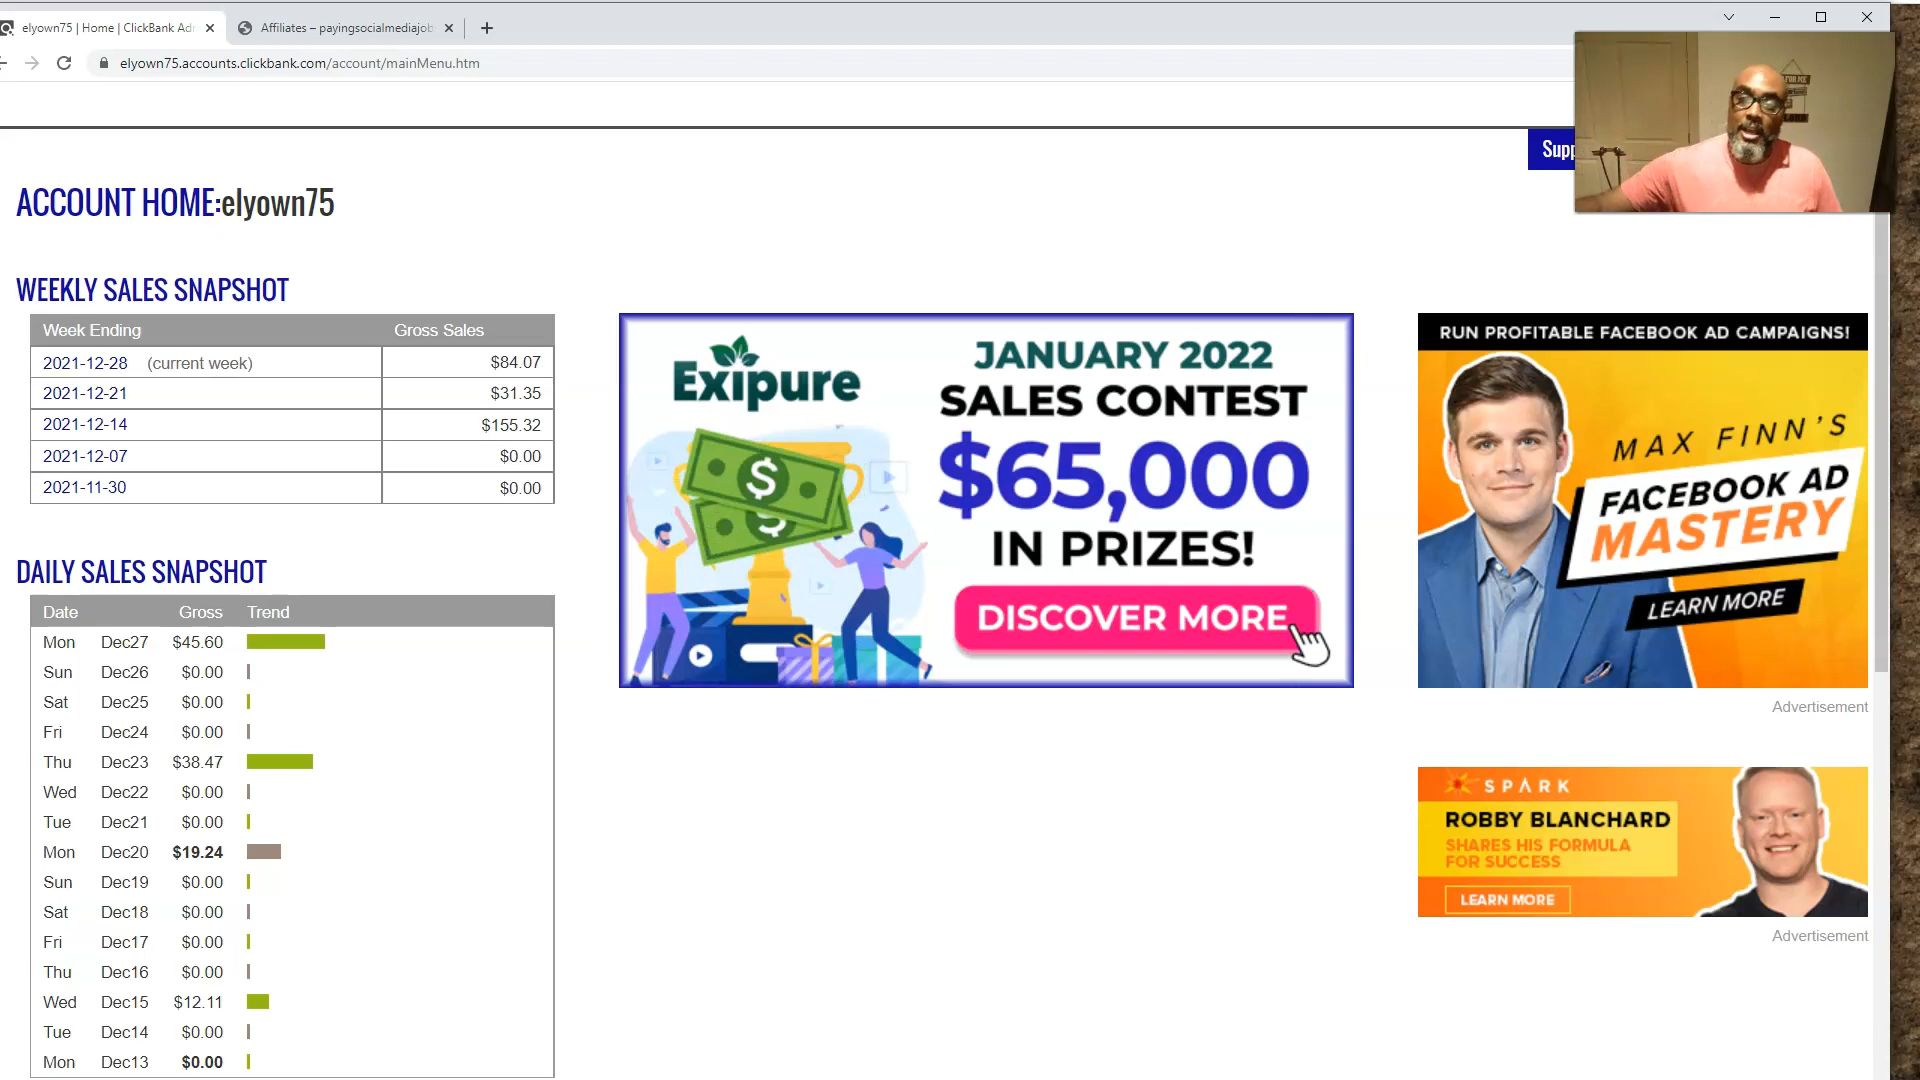 elyown75 | Home | ClickBank Ad
Affiliates – payingsocialmediajob
elyown75.accounts.clickbank.com/account/mainMenu.htm
Supp
ACCOUNT HOME:elyown75
WEEKLY SALES SNAPSHOT
Week Ending Gross Sales
2021-12-28 (current week) $84.07
2021-12-21 $31.35
2021-12-14 $155.32
2021-12-07 $0.00
2021-11-30 $0.00
DAILY SALES SNAPSHOT
Date Gross Trend
Mon Dec27 $45.60
Sun Dec26 $0.00
Sat Dec25 $0.00
Fri Dec24 $0.00
Thu Dec23 $38.47
Wed Dec22 $0.00
Tue Dec21 $0.00
Mon Dec20 $19.24
Sun Dec19 $0.00
Sat Dec18 $0.00
Fri Dec17 $0.00
Thu Dec16 $0.00
Wed Dec15 $12.11
Tue Dec14 $0.00
Mon Dec13 $0.00
Exipure
JANUARY 2022
SALES CONTEST
$65,000
IN PRIZES!
DISCOVER MORE
RUN PROFITABLE FACEBOOK AD CAMPAIGNS!
MAX FINN'S
FACEBOOK AD
MASTERY
LEARN MORE
Advertisement
SPARK
ROBBY BLANCHARD
SHARES HIS FORMULA
FOR SUCCESS
LEARN MORE
Advertisement